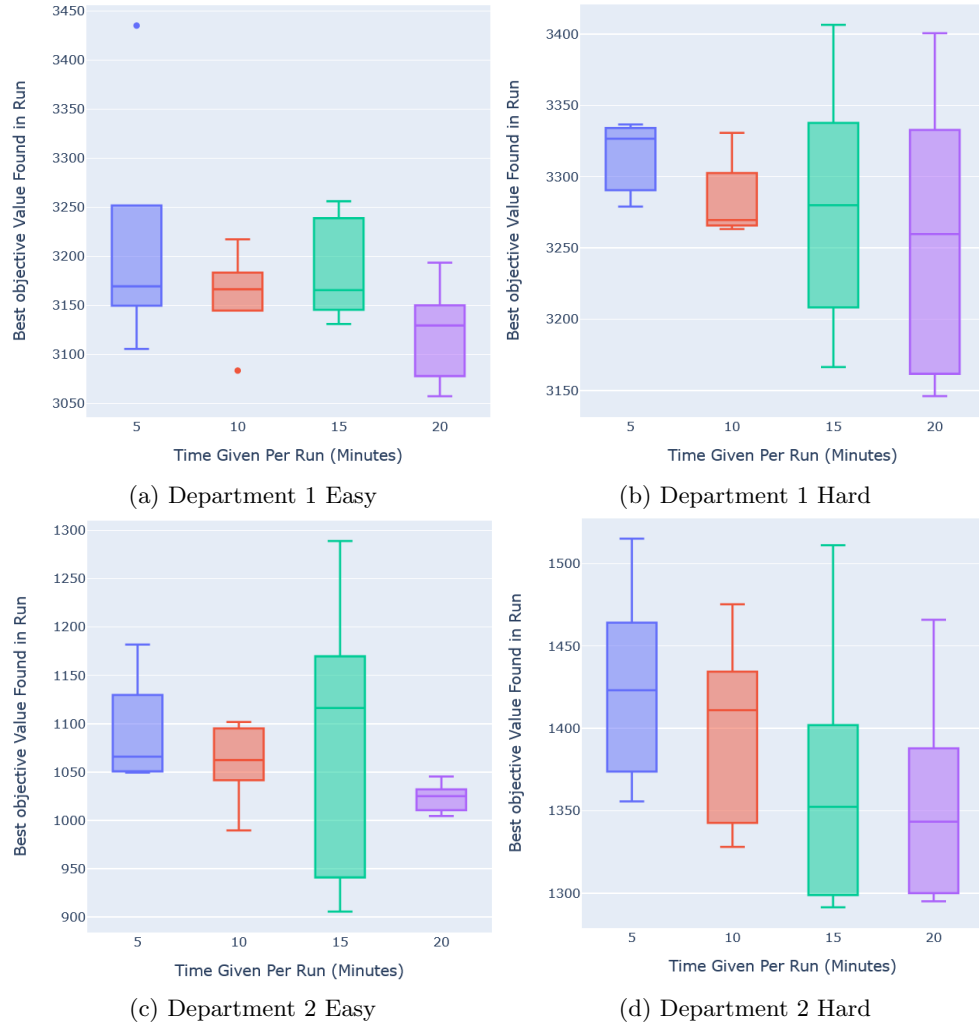 Best objective Value Found in Run
3450
3400
3350
3300
3250
3200
3150
3100
3050
5 10 15 20
Time Given Per Run (Minutes)
(a) Department 1 Easy
Best objective Value Found in Run
3400
3350
3300
3250
3200
3150
5 10 15 20
Time Given Per Run (Minutes)
(b) Department 1 Hard
Best objective Value Found in Run
1300
1250
1200
1150
1100
1050
1000
950
900
5 10 15 20
Time Given Per Run (Minutes)
(c) Department 2 Easy
Best objective Value Found in Run
1500
1450
1400
1350
1300
5 10 15 20
Time Given Per Run (Minutes)
(d) Department 2 Hard